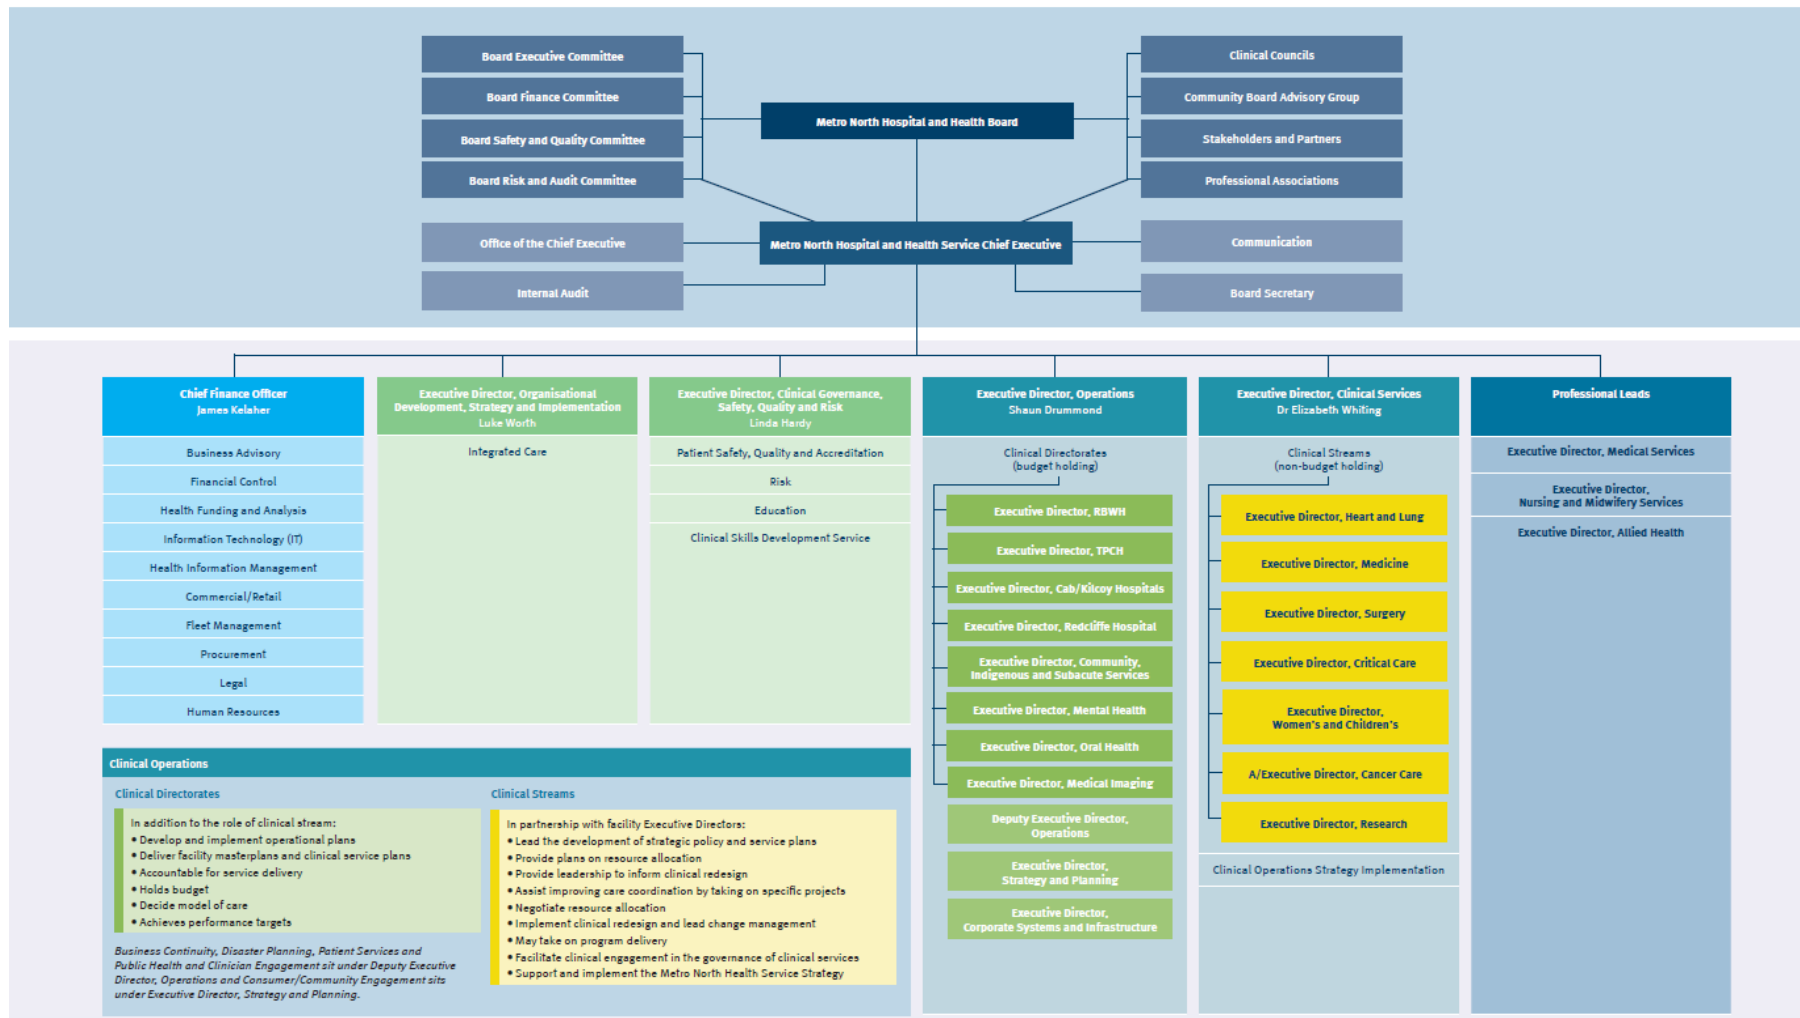 Board Executive Committee
Board Finance Committee
Board Safety and Quality Committee
Board Risk and Audit Committee
Office of the Chief Executive
Internal Audit
Metro North Hospital and Health Board
Metro North Hospital and Health Service Chief Executive
Clinical Councils
Community Board Advisory Group
Stakeholders and Partners
Professional Associations
Communication
Board Secretary
Chief Finance Officer
James Kelaher
Business Advisory
Financial Control
Health Funding and Analysis
Information Technology (IT)
Health Information Management
Commercial/Retail
Fleet Management
Procurement
Legal
Human Resources
Executive Director, Organisational
Development, Strategy and Implementation
Luke Worth
Integrated Care
Executive Director, Clinical Governance,
Safety, Quality and Risk
Linda Hardy
Patient Safety, Quality and Accreditation
Risk
Education
Clinical Skills Development Service
Executive Director, Operations
Shaun Drummond
Clinical Directorates
(budget holding)
Executive Director, RBWH
Executive Director, TPCH
Executive Director, Cab/Kilcoy Hospitals
Executive Director, Redcliffe Hospital
Executive Director, Community,
Indigenous and Subacute Services
Executive Director, Mental Health
Executive Director, Oral Health
Executive Director, Medical Imaging
Deputy Executive Director,
Operations
Executive Director,
Strategy and Planning
Executive Director,
Corporate Systems and Infrastructure
Executive Director, Clinical Services
Dr Elizabeth Whiting
Clinical Streams
(non-budget holding)
Executive Director, Heart and Lung
Executive Director, Medicine
Executive Director, Surgery
Executive Director, Critical Care
Executive Director,
Women's and Children's
A/Executive Director, Cancer Care
Executive Director, Research
Clinical Operations Strategy Implementation
Professional Leads
Executive Director, Medical Services
Executive Director,
Nursing and Midwifery Services
Executive Director, Allied Health
Clinical Operations
Clinical Directorates
In addition to the role of clinical stream:
• Develop and implement operational plans
• Deliver facility masterplans and clinical service plans
• Accountable for service delivery
• Holds budget
• Decide model of care
• Achieves performance targets
Business Continuity, Disaster Planning, Patient Services and
Public Health and Clinician Engagement sit under Deputy Executive
Director, Operations and Consumer/Community Engagement sits
under Executive Director, Strategy and Planning.
Clinical Streams
In partnership with facility Executive Directors:
• Lead the development of strategic policy and service plans
• Provide plans on resource allocation
• Provide leadership to inform clinical redesign
• Assist improving care coordination by taking on specific projects
• Negotiate resource allocation
• Implement clinical redesign and lead change management
• May take on program delivery
• Facilitate clinical engagement in the governance of clinical services
• Support and implement the Metro North Health Service Strategy